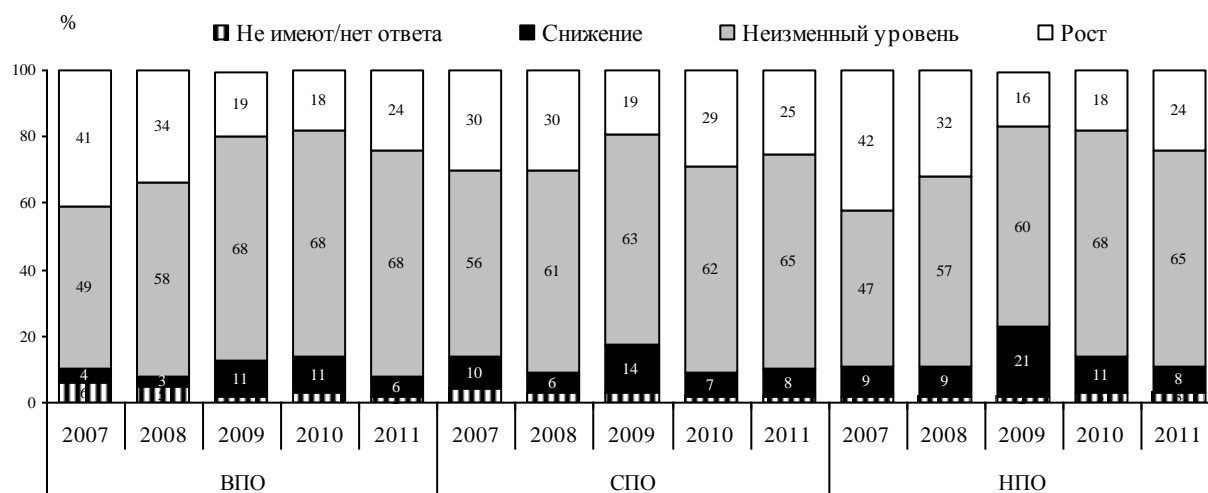 %
Не имеют/нет ответа Снижение Неизменный уровень Рост
100 41 34 19 18 24 30 30 19 29 25 42 32 16 18 24
80
60 49 58 68 68 68 56 61 63 62 65 47 57 60 68 65
40
20 4 3 11 11 6 10 6 14 7 8 9 9 21 11 8
0 6
2007 2008 2009 2010 2011 2007 2008 2009 2010 2011 2007 2008 2009 2010 2011
ВПО СПО НПО